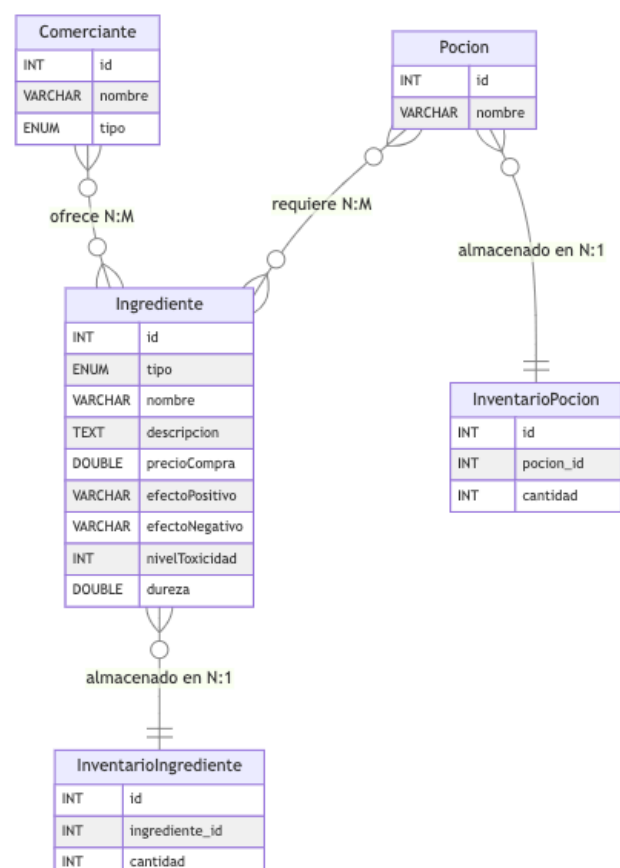 Comerciante
INT id
VARCHAR nombre
ENUM tipo
Pocion
INT id
VARCHAR nombre
ofrece N:M
requiere N:M
almacenado en N:1
Ingrediente
INT id
ENUM tipo
VARCHAR nombre
TEXT descripcion
DOUBLE precioCompra
VARCHAR efectoPositivo
VARCHAR efectoNegativo
INT nivelToxicidad
DOUBLE dureza
InventarioPocion
INT id
INT pocion_id
INT cantidad
almacenado en N:1
InventarioIngrediente
INT id
INT ingrediente_id
INT cantidad